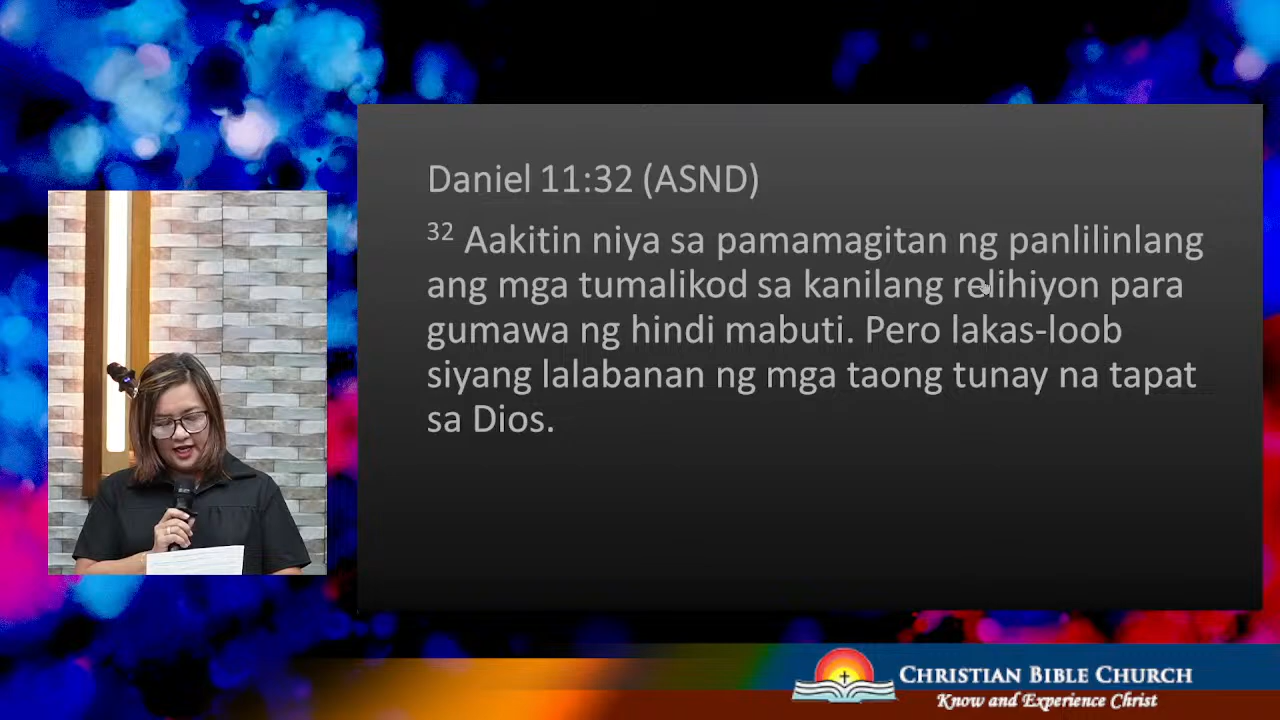 Daniel 11:32 (ASND)
32 Aakitin niya sa pamamagitan ng panlilinlang
ang mga tumalikod sa kanilang relihiyon para
gumawa ng hindi mabuti. Pero lakas-loob
siyang lalabanan ng mga taong tunay na tapat
sa Dios.
CHRISTIAN BIBLE CHURCH
Know and Experience Christ